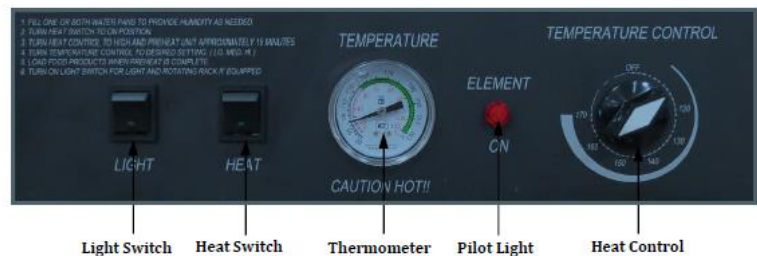 1. FILL ONE OR BOTH WATER PANS TO PROVIDE HUMIDITY AS NEEDED.
2. TURN HEAT SWITCH TO ON POSITION
3. TURN HEAT CONTROL TO HIGH AND PREHEAT UNIT APPROXIMATELY 15 MINUTES
4. TURN TEMPERATURE CONTROL TO DESIRED SETTING. ( LO. MED. HI. )
5. LOAD FOOD PRODUCTS WHEN PREHEAT IS COMPLETE
6. TURN ON LIGHT SWITCH FOR LIGHT AND ROTATING RACK IF EQUIPPED
TEMPERATURE
TEMPERATURE CONTROL
ELEMENT
OFF
120
130
140
150
160
170
LIGHT
HEAT
ON
CAUTION HOT!!
Light Switch
Heat Switch
Thermometer
Pilot Light
Heat Control